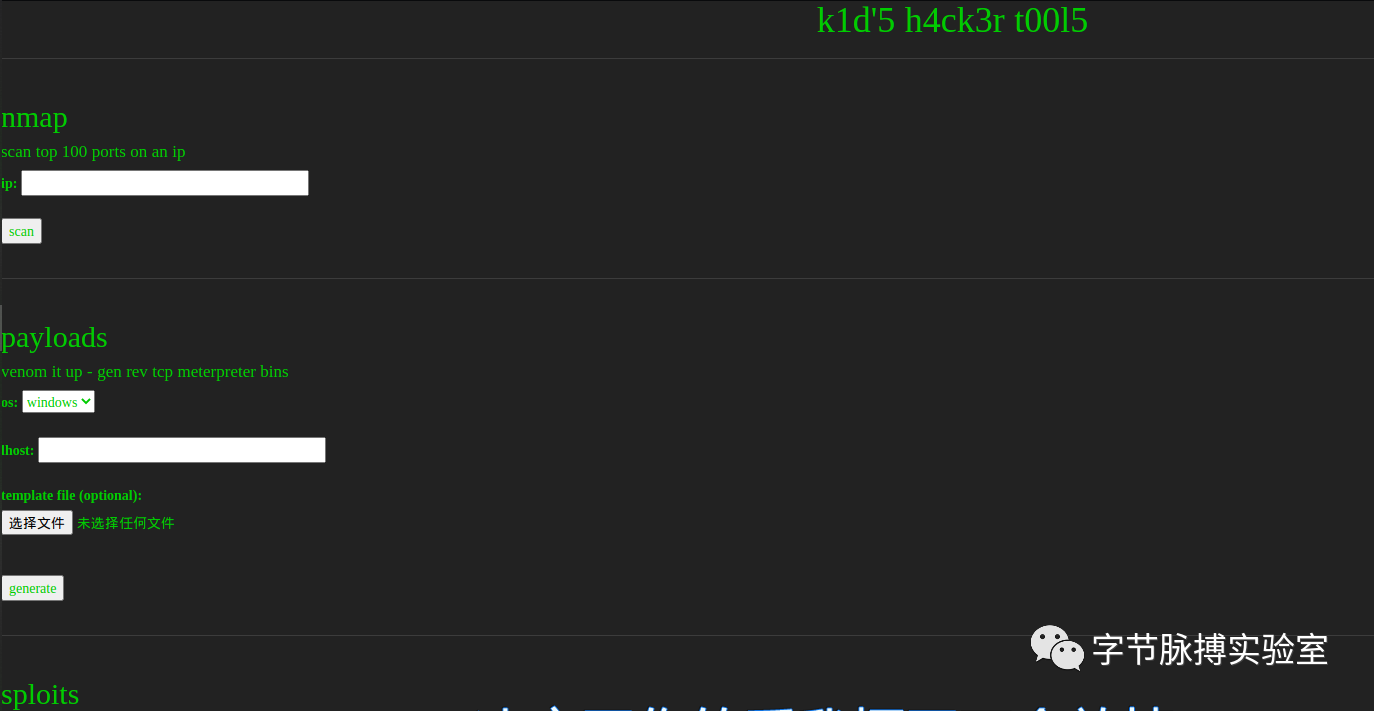 k1d'5 h4ck3r t00l5
nmap
scan top 100 ports on an ip
ip:
scan
payloads
venom it up - gen rev tcp meterpreter bins
os: windows
lhost:
template file (optional):
选择文件 未选择任何文件
generate
字节脉搏实验室
sploits